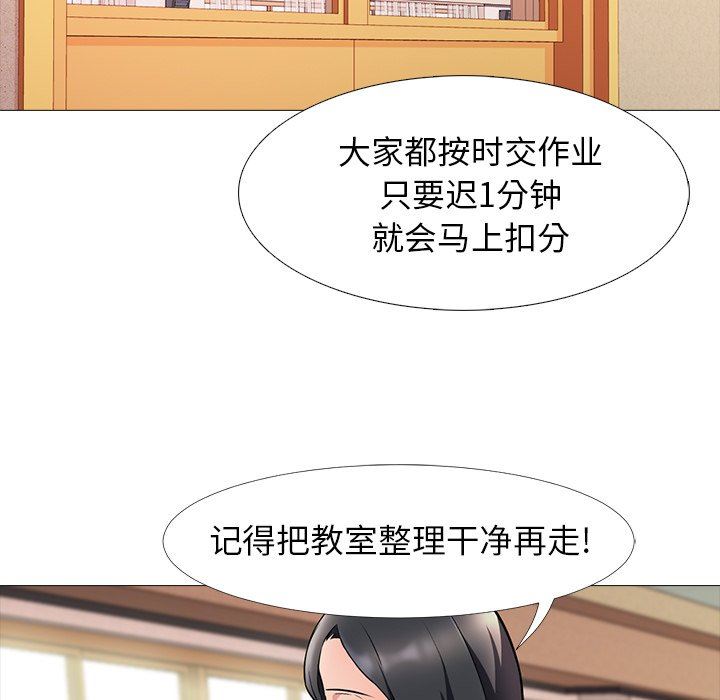 大家都按时交作业
只要迟1分钟
就会马上扣分
记得把教室整理干净再走!